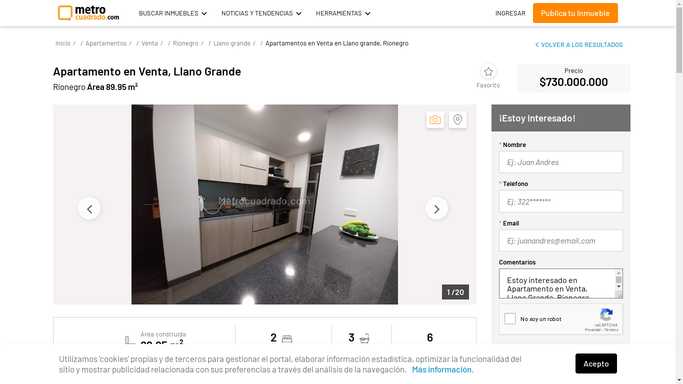 metro
cuadrado.com
BUSCAR INMUEBLES
NOTICIAS Y TENDENCIAS
HERRAMIENTAS
INGRESAR
Publica tu inmueble
Inicio / / Apartamentos / / Venta / / Rionegro / / Llano grande / / Apartamentos en Venta en Llano grande, Rionegro
VOLVER A LOS RESULTADOS
Apartamento en Venta, Llano Grande
Rionegro Area 89.95 m²
Favorito
Precio
$730.000.000
Metrocuadrado.com
1 / 20
¡Estoy Interesado!
* Nombre
Ej: Juan Andres
* Telefono
Ej: 322*******
* Email
Ej: juanandres@email.com
Comentarios
Estoy interesado en
Apartamento en Venta,
Llano Grande, Rionegro
No soy un robot
reCAPTCHA
Privacidad - Términos
Área construida
89.95 m²
2
3
6
Utilizamos 'cookies' propias y de terceros para gestionar el portal, elaborar información estadística, optimizar la funcionalidad del
sitio y mostrar publicidad relacionada con sus preferencias a través del análisis de la navegación. Más información.
Acepto